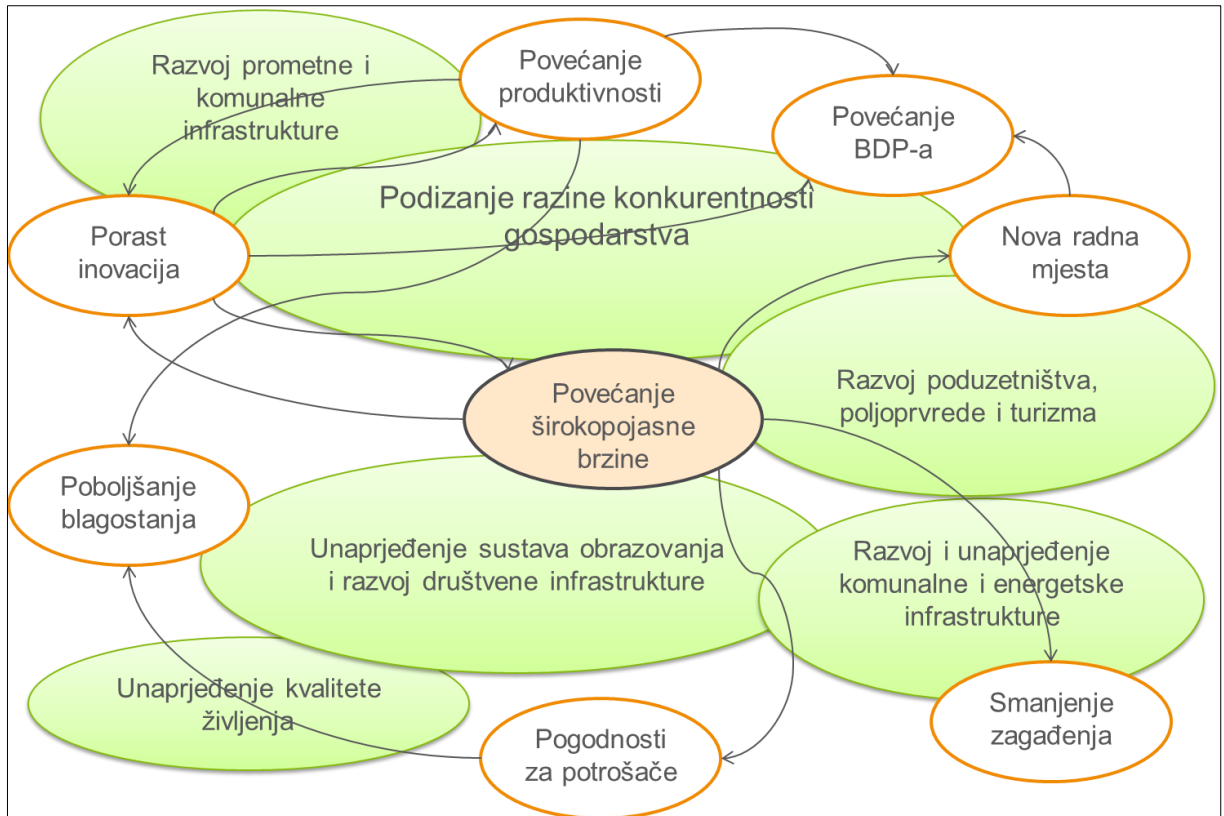 Razvoj prometne i
komunalne
infrastrukture
Povećanje
produktivnosti
Povećanje
BDP-a
Podizanje razine konkurentnosti
gospodarstva
Porast
inovacija
Nova radna
mjesta
Povećanje
širokopojasne
brzine
Razvoj poduzetništva,
poljoprvrede i turizma
Poboljšanje
blagostanja
Unaprjeđenje sustava obrazovanja
i razvoj društvene infrastrukture
Razvoj i unaprjeđenje
komunalne i energetske
infrastrukture
Unaprjeđenje kvalitete
življenja
Pogodnosti
za potrošače
Smanjenje
zagađenja